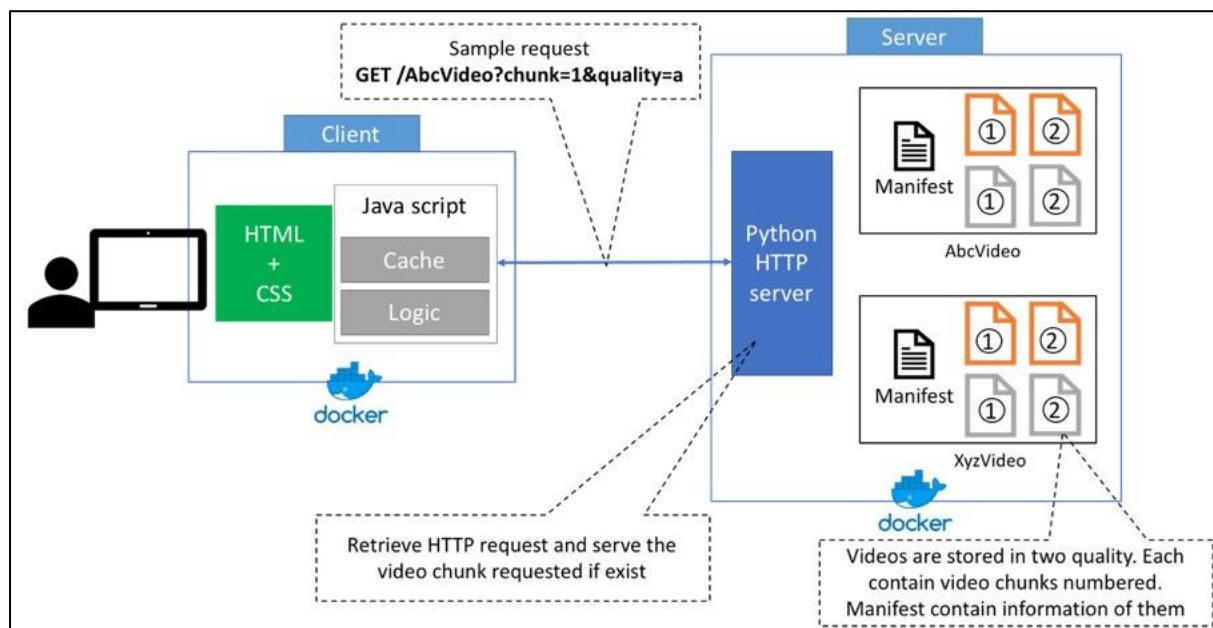 Sample request
GET /AbcVideo?chunk=1&quality=a
Server
Client
HTML
+
CSS
Java script
Cache
Logic
docker
Python
HTTP
server
Manifest
① ②
① ②
AbcVideo
Manifest
① ②
① ②
XyzVideo
docker
Retrieve HTTP request and serve the
video chunk requested if exist
Videos are stored in two quality. Each
contain video chunks numbered.
Manifest contain information of them